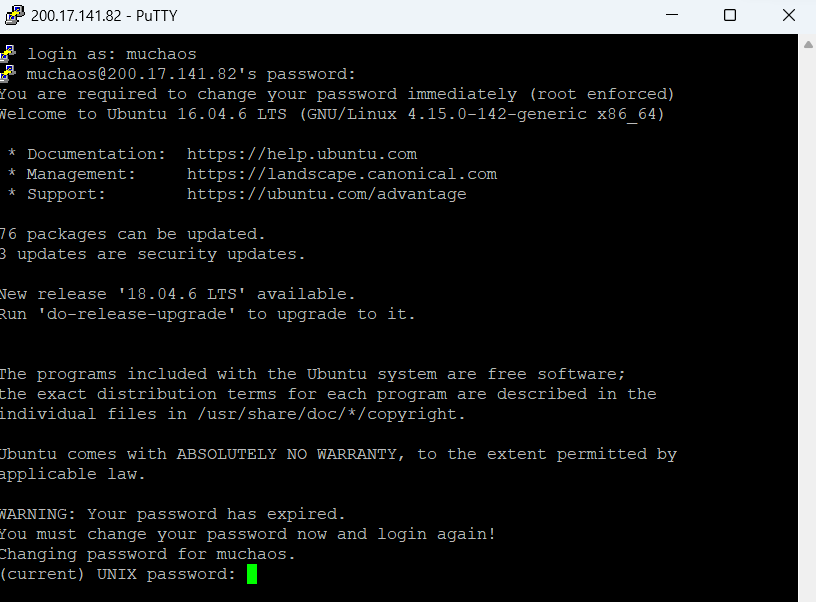 200.17.141.82 - PuTTY
login as: muchaos
muchaos@200.17.141.82's password:
You are required to change your password immediately (root enforced)
Welcome to Ubuntu 16.04.6 LTS (GNU/Linux 4.15.0-142-generic x86_64)
* Documentation: https://help.ubuntu.com
* Management: https://landscape.canonical.com
* Support: https://ubuntu.com/advantage
76 packages can be updated.
3 updates are security updates.
New release '18.04.6 LTS' available.
Run 'do-release-upgrade' to upgrade to it.
The programs included with the Ubuntu system are free software;
the exact distribution terms for each program are described in the
individual files in /usr/share/doc/*/copyright.
Ubuntu comes with ABSOLUTELY NO WARRANTY, to the extent permitted by
applicable law.
WARNING: Your password has expired.
You must change your password now and login again!
Changing password for muchaos.
(current) UNIX password: